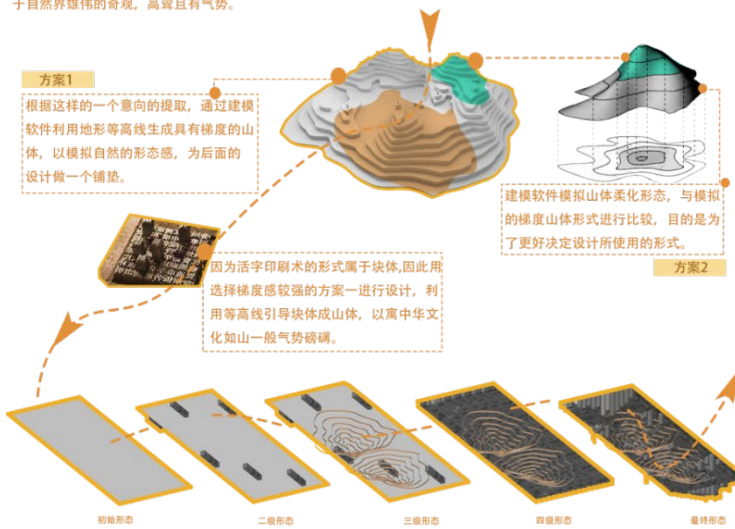 于自然界雄伟的奇观，高耸且有气势。
方案1
根据这样的一个意向的提取，通过建模
软件利用地形等高线生成具有梯度的山
体，以模拟自然的形态感，为后面的
设计做一个铺垫。
建模软件模拟山体柔化形态，与模拟
的梯度山体形式进行比较，目的是为
了更好决定设计所使用的形式。
方案2
因为活字印刷术的形式属于块体,因此用
选择梯度感较强的方案一进行设计，利
用等高线引导块体成山体，以寓中华文
化如山一般气势磅礴。
初始形态
二级形态
三级形态
四级形态
最终形态